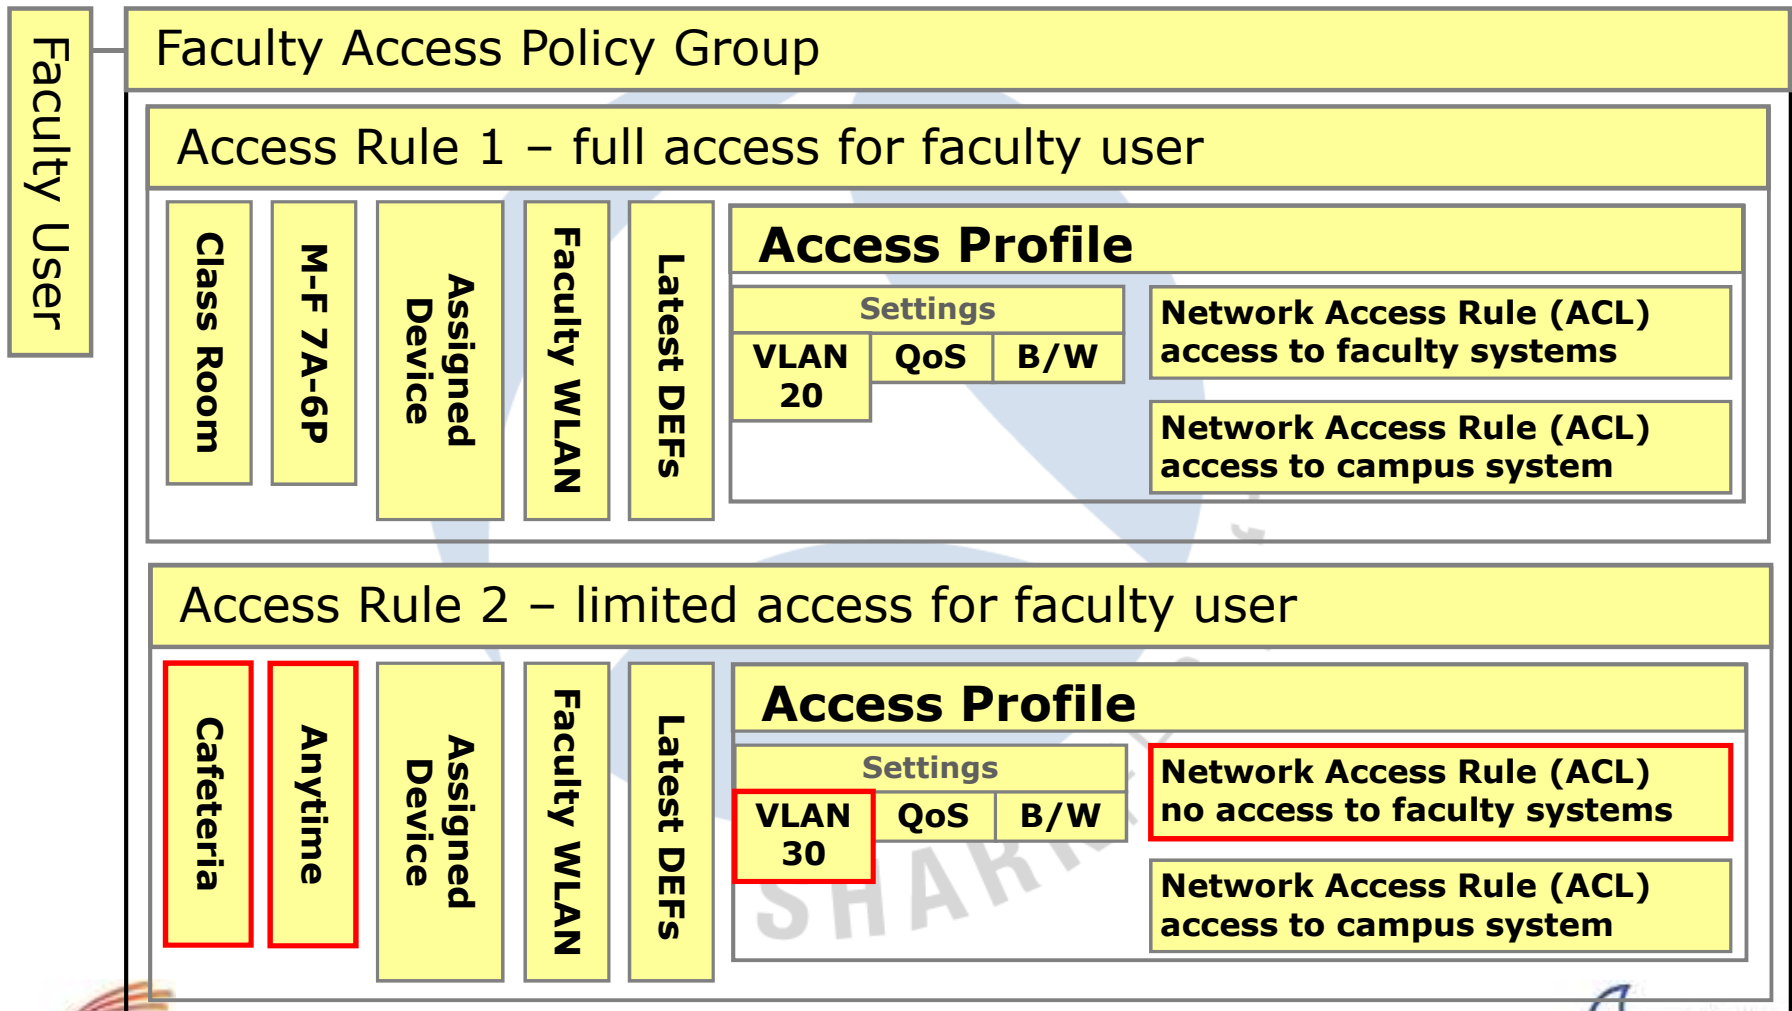 Faculty User
Faculty Access Policy Group
Access Rule 1 – full access for faculty user
Class Room
M-F 7A-6P
Assigned
Device
Faculty WLAN
Latest DEFs
Access Profile
Settings
VLAN
20
QoS
B/W
Network Access Rule (ACL)
access to faculty systems
Network Access Rule (ACL)
access to campus system
Access Rule 2 – limited access for faculty user
Cafeteria
Anytime
Assigned
Device
Faculty WLAN
Latest DEFs
Access Profile
Settings
VLAN
30
QoS
B/W
Network Access Rule (ACL)
no access to faculty systems
Network Access Rule (ACL)
access to campus system